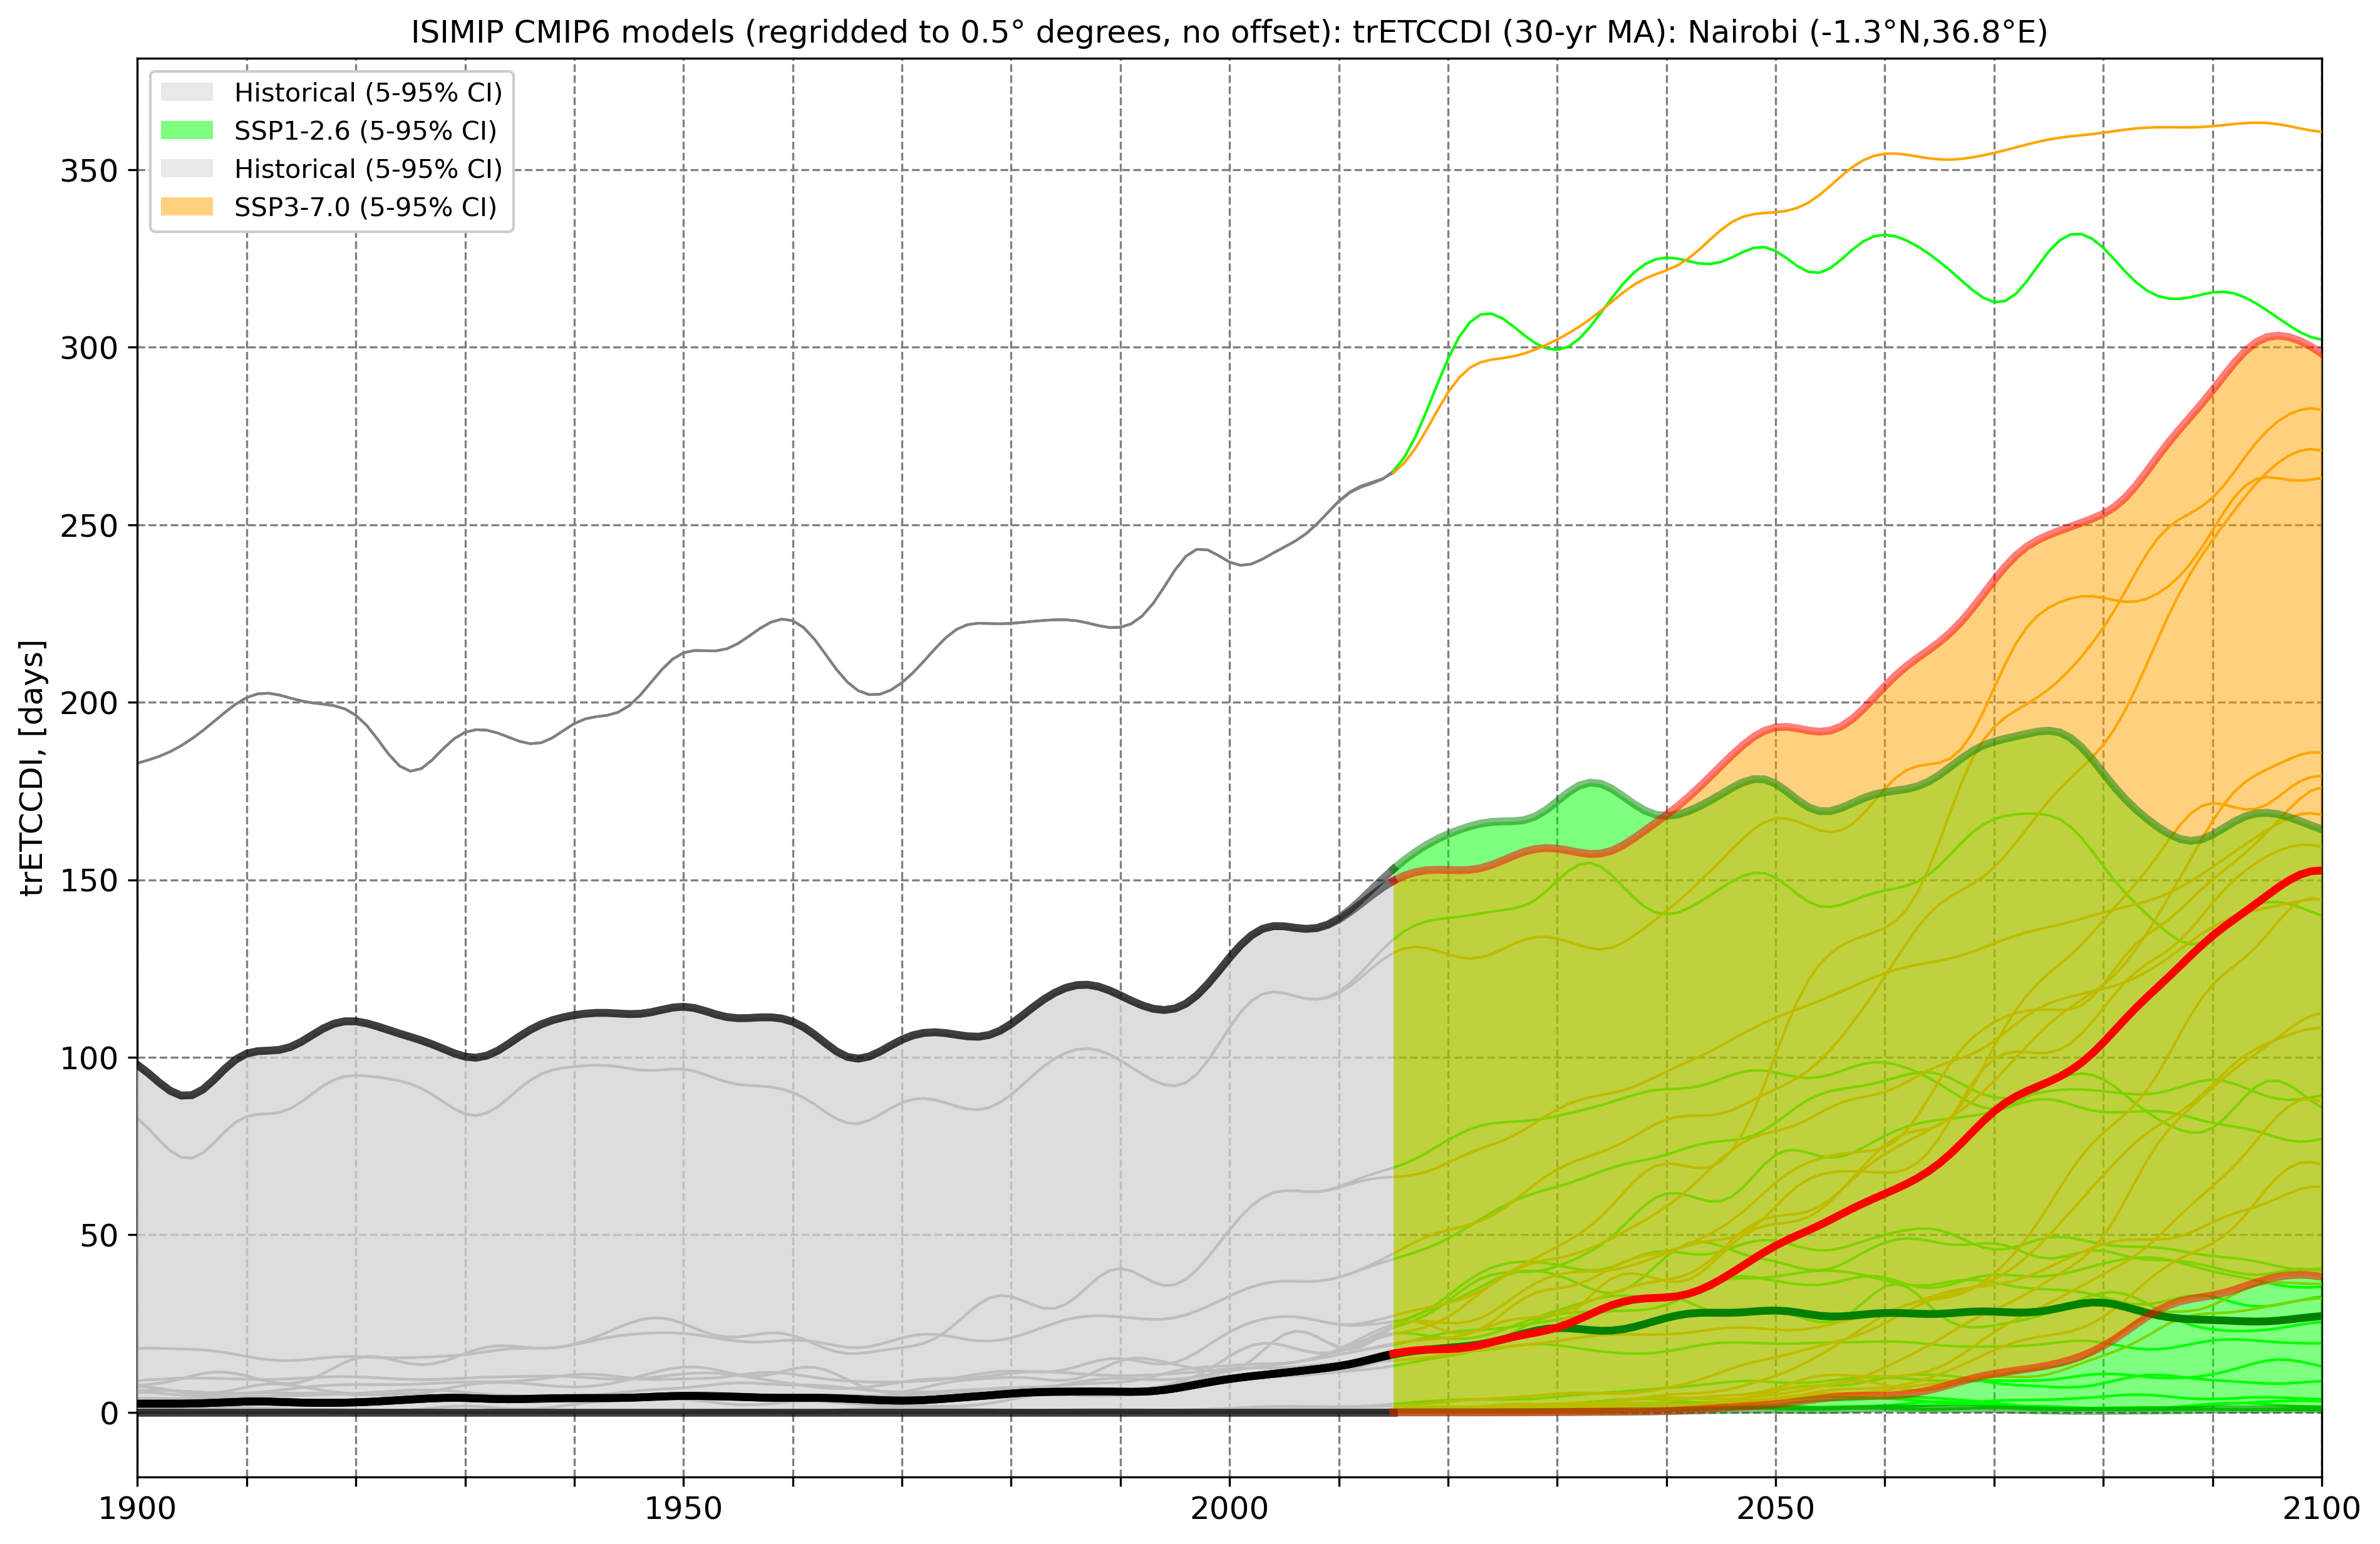 ISIMIP CMIP6 models (regridded to 0.5° degrees, no offset): trETCCDI (30-yr MA): Nairobi (-1.3°N,36.8°E)
Historical (5-95% CI)
SSP1-2.6 (5-95% CI)
Historical (5-95% CI)
SSP3-7.0 (5-95% CI)
trETCCDI, [days]
350
300
250
200
150
100
50
0
1900
1950
2000
2050
2100